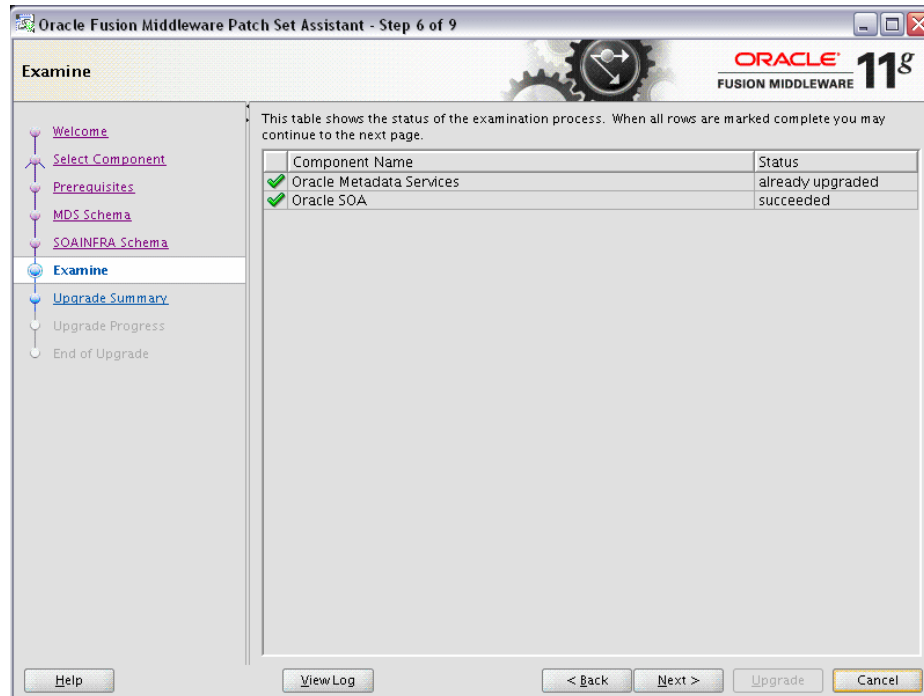 Oracle Fusion Middleware Patch Set Assistant - Step 6 of 9
Examine
ORACLE
FUSION MIDDLEWARE
11g
Welcome
Select Component
Prerequisites
MDS Schema
SOAINFRA Schema
Examine
Upgrade Summary
Upgrade Progress
End of Upgrade
This table shows the status of the examination process. When all rows are marked complete you may
continue to the next page.
Component Name Status
Oracle Metadata Services already upgraded
Oracle SOA succeeded
Help
View Log
< Back
Next >
Upgrade
Cancel